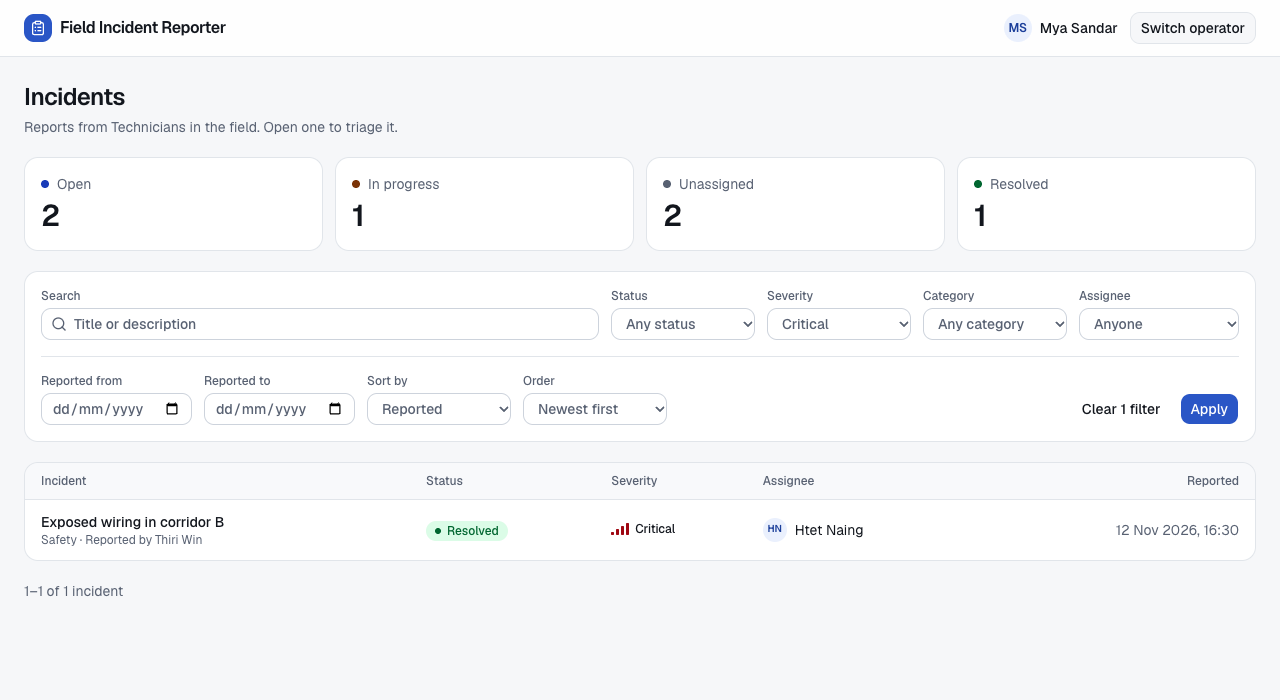 Field Incident Reporter
MS Mya Sandar Switch operator
Incidents
Reports from Technicians in the field. Open one to triage it.
Open In progress Unassigned Resolved
2 1 2 1
Search Status Severity Category Assignee
Title or description Any status Critical Any category Anyone
Reported from Reported to Sort by Order
dd/mm/yyyy dd/mm/yyyy Reported Newest first Clear 1 filter Apply
Incident Status Severity Assignee Reported
Exposed wiring in corridor B Resolved Critical HN Htet Naing 12 Nov 2026, 16:30
Safety · Reported by Thiri Win
1–1 of 1 incident